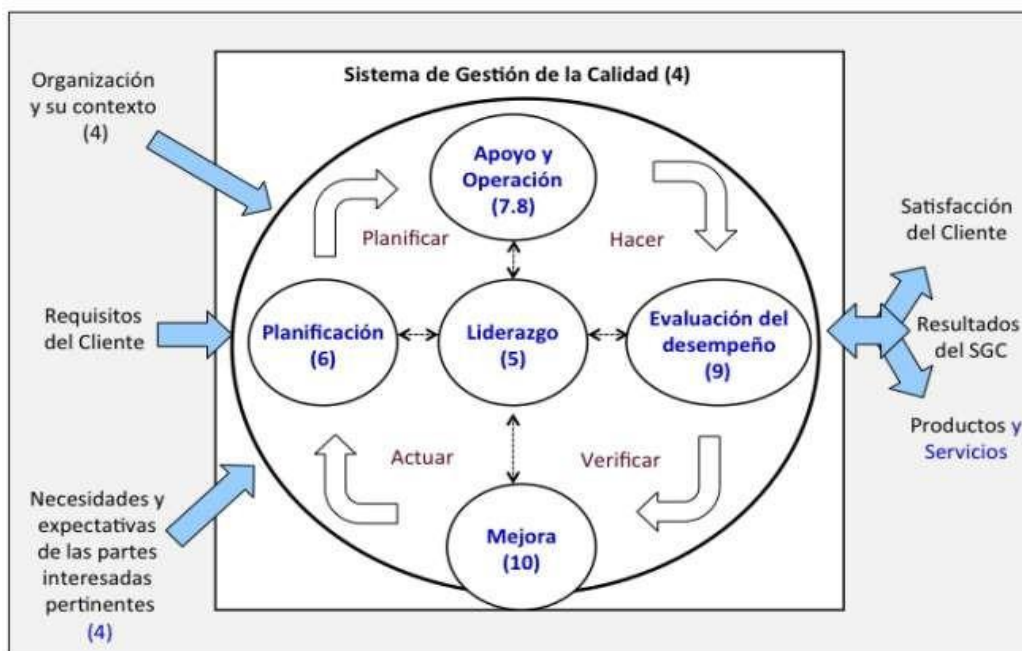 Sistema de Gestión de la Calidad (4)
Organización
y su contexto
(4)
Apoyo y
Operación
(7.8)
Planificar
Hacer
Satisfacción
del Cliente
Requisitos
del Cliente
Planificación
(6)
Liderazgo
(5)
Evaluación del
desempeño
(9)
Resultados
del SGC
Actuar
Verificar
Productos y
Servicios
Necesidades y
expectativas
de las partes
interesadas
pertinentes
(4)
Mejora
(10)